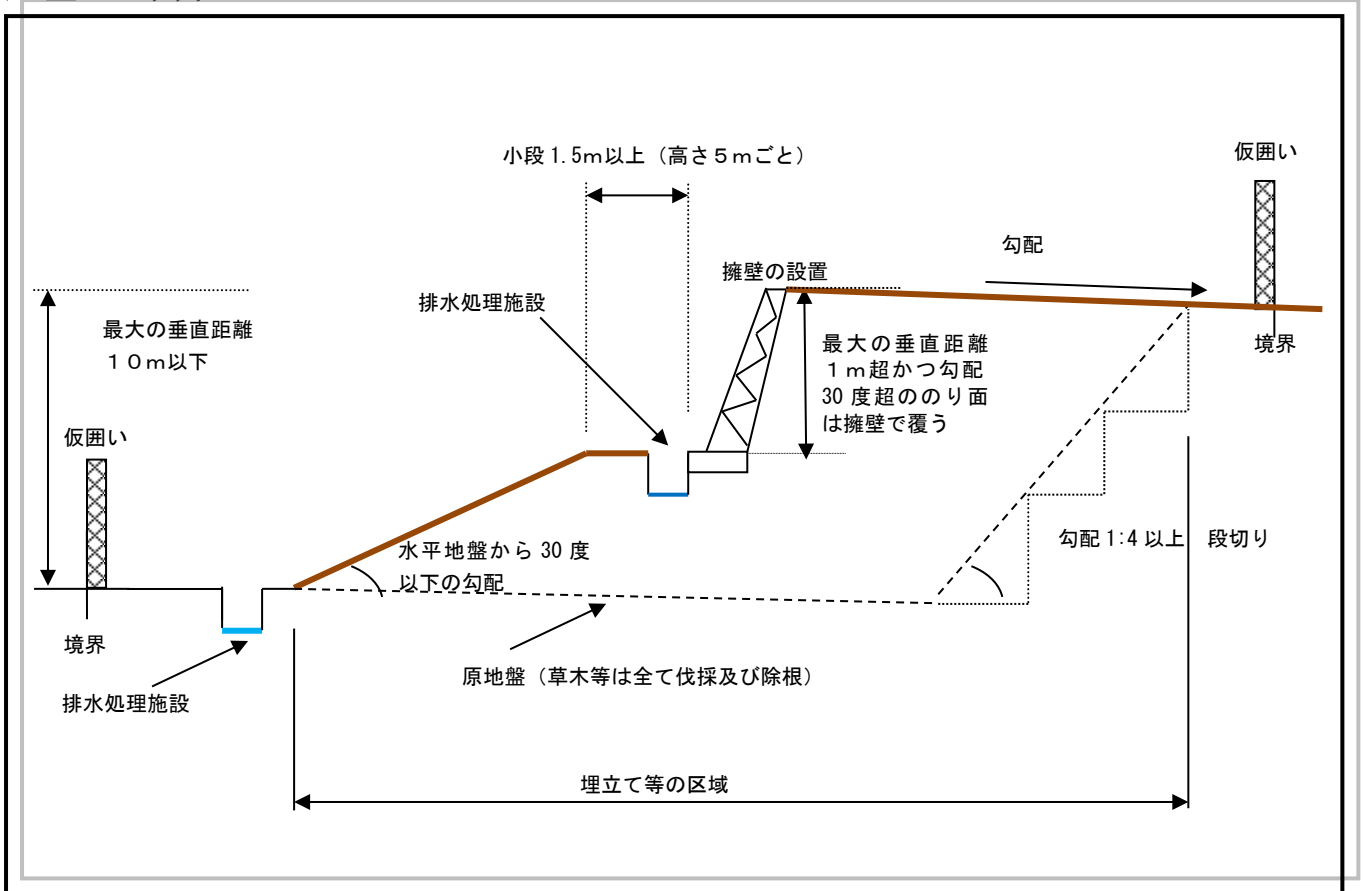 小段1.5m以上（高さ５ｍごと）
仮囲い
勾配
擁壁の設置
排水処理施設
最大の垂直距離
１０ｍ以下
最大の垂直距離
１ｍ超かつ勾配
30度超ののり面
は擁壁で覆う
境界
仮囲い
勾配1:4以上
段切り
水平地盤から30度
以下の勾配
境界
原地盤（草木等は全て伐採及び除根）
排水処理施設
埋立て等の区域